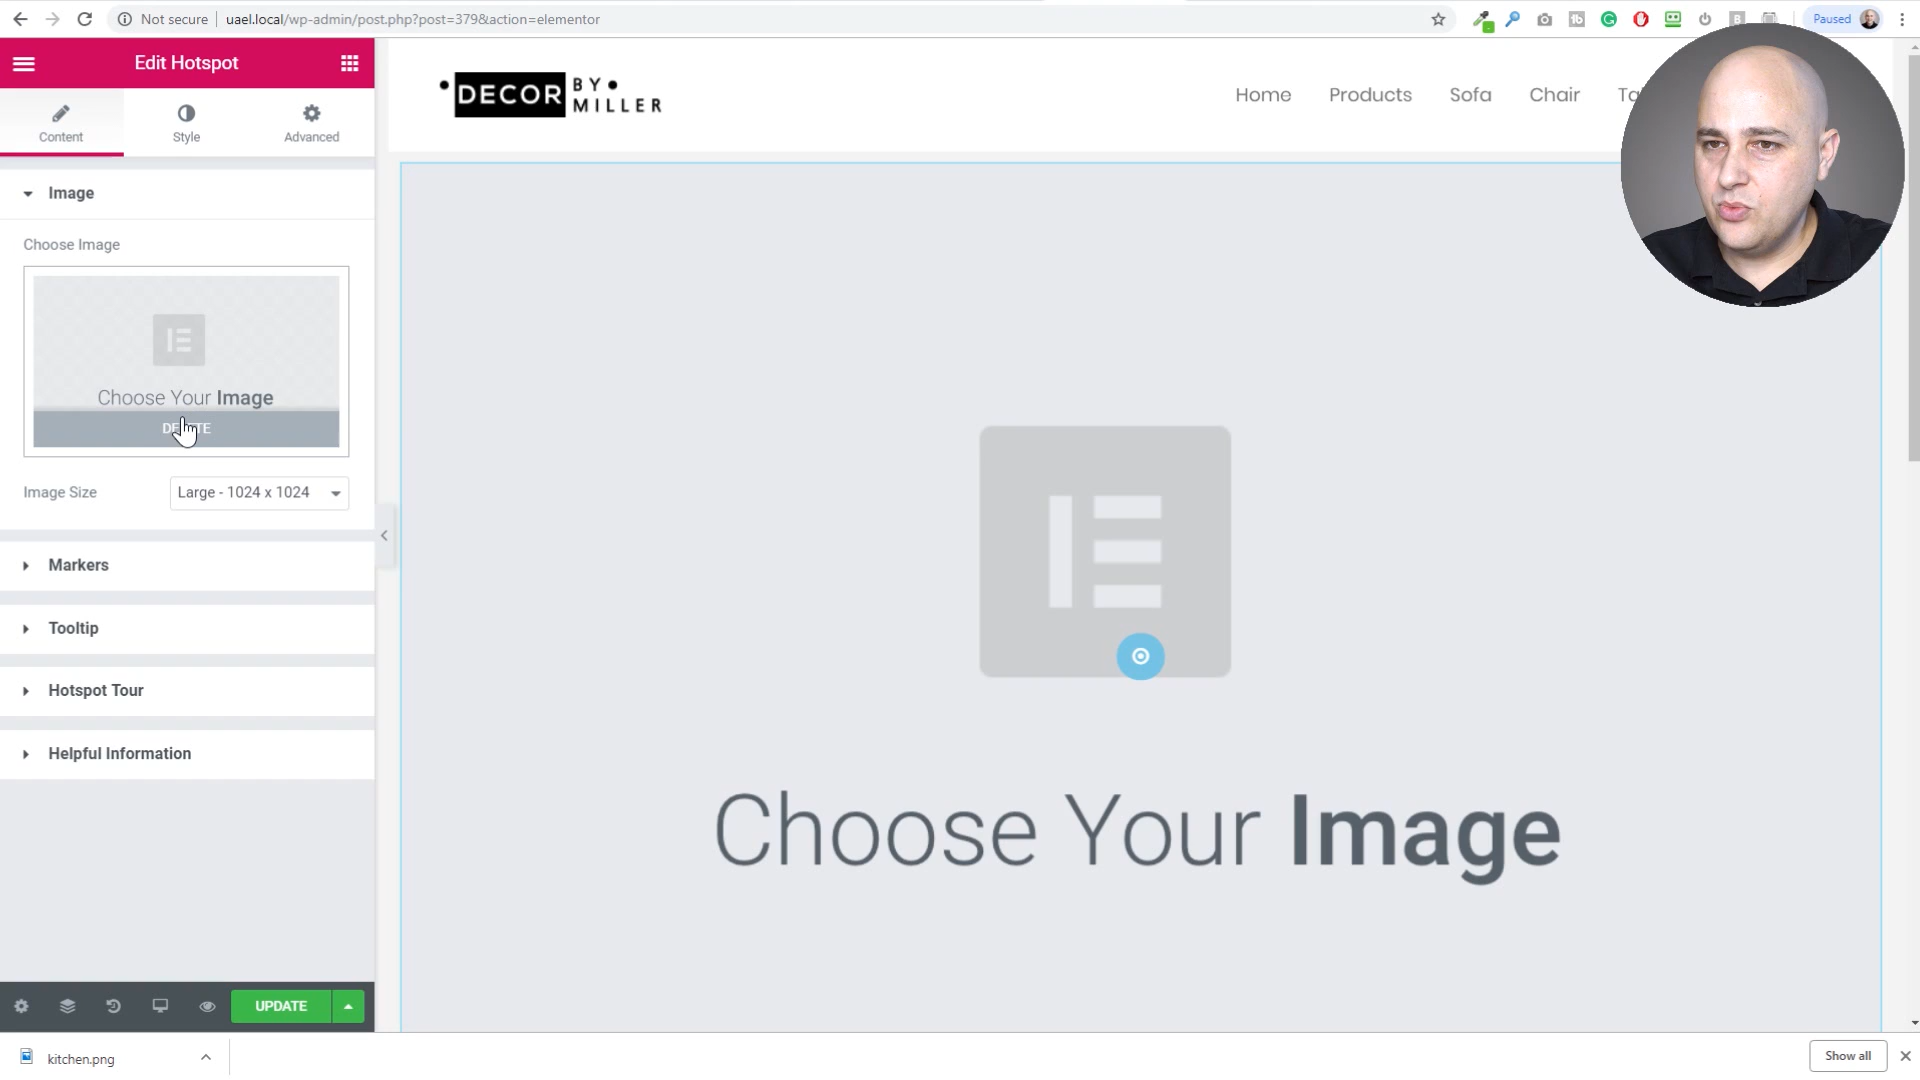 Not secure
uael.local/wp-admin/post.php?post=379&action=elementor
Paused
Edit Hotspot
Content
Style
Advanced
Image
Choose Image
Choose Your Image
Image Size
Large - 1024 x 1024
Markers
Tooltip
Hotspot Tour
Helpful Information
UPDATE
DECOR BY MILLER
Home
Products
Sofa
Chair
Choose Your Image
kitchen.png
Show all